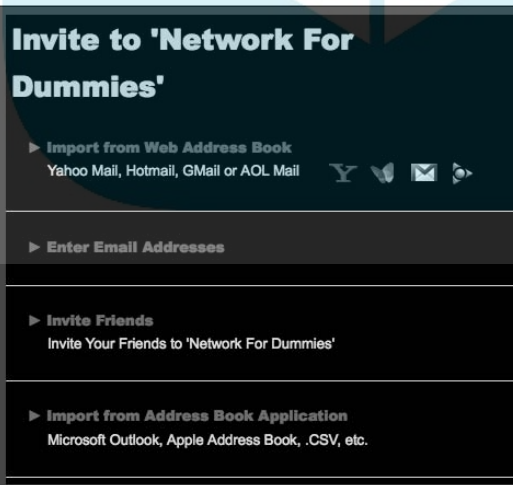 Invite to 'Network For
Dummies'
► Import from Web Address Book
Yahoo Mail, Hotmail, GMail or AOL Mail
► Enter Email Addresses
► Invite Friends
Invite Your Friends to 'Network For Dummies'
► Import from Address Book Application
Microsoft Outlook, Apple Address Book, .CSV, etc.